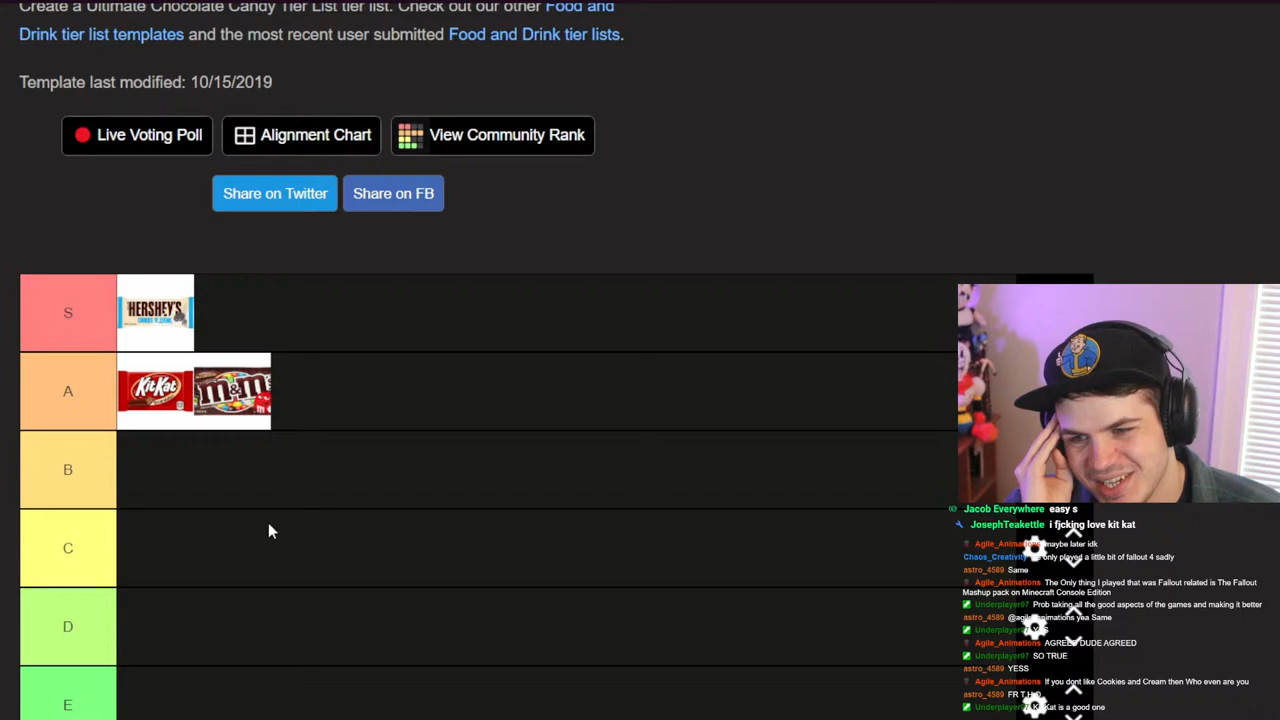 Create a Ultimate Chocolate Candy Tier List tier list. Check out our other Food and
Drink tier list templates and the most recent user submitted Food and Drink tier lists.
Template last modified: 10/15/2019
Live Voting Poll
Alignment Chart
View Community Rank
Share on Twitter
Share on FB
S
HERSHEY'S
A
KitKat
m&m's
B
C
D
E
Jacob Everywhere easy s
JosephTeakettle i fjcking love kit kat
Agile_Animations maybe later idk
Chaos_Creativity only played a little bit of fallout 4 sadly
astro_4589 Same
Agile_Animations The Only thing I played that was Fallout related is The Fallout
Mashup pack on Minecraft Console Edition
Underplayer97 Prob taking all the good aspects of the games and making it better
astro_4589 @agile_animations yea Same
Underplayer97
Agile_Animations AGREED DUDE AGREED
Underplayer97 SO TRUE
astro_4589 YESS
Agile_Animations If you dont like Cookies and Cream then Who even are you
astro_4589 FR
Underplayer97 Kat is a good one